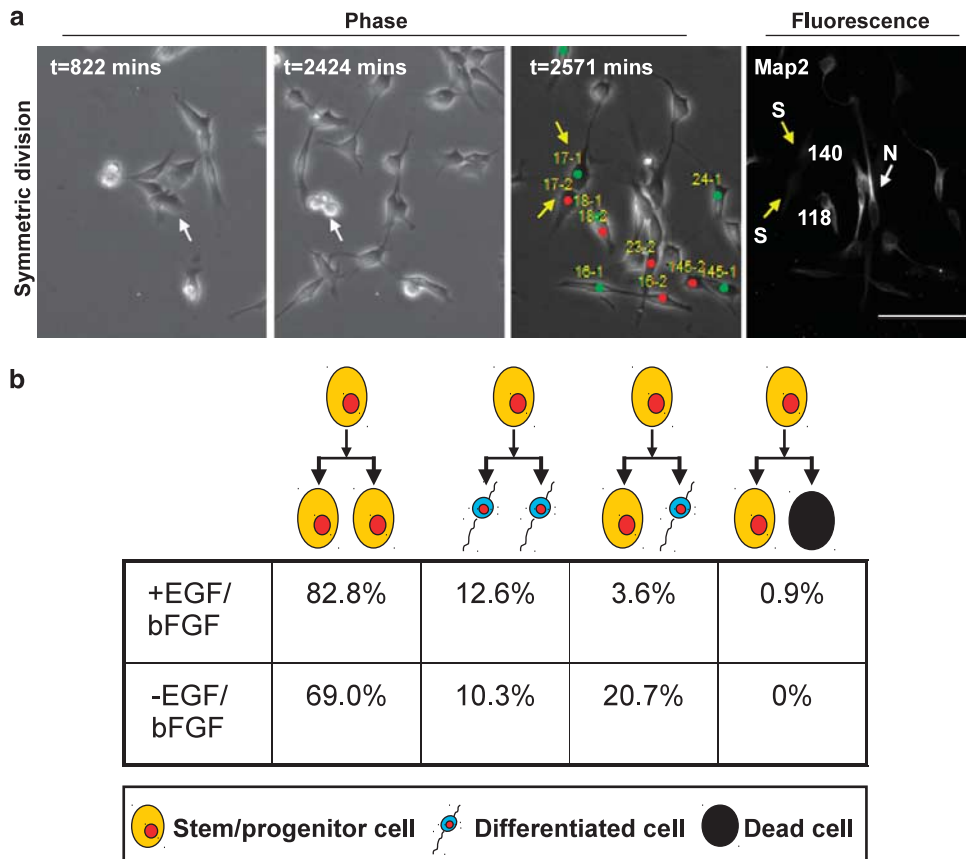 a
Phase
Fluorescence
Symmetric division
t=822 mins
t=2424 mins
t=2571 mins
Map2
17-1
17-2
18-1
18-2
24-1
23-2
16-1
16-2
145-2
145-1
S
140
N
118
S
b
+EGF/
bFGF
82.8%
12.6%
3.6%
0.9%
-EGF/
bFGF
69.0%
10.3%
20.7%
0%
Stem/progenitor cell
Differentiated cell
Dead cell